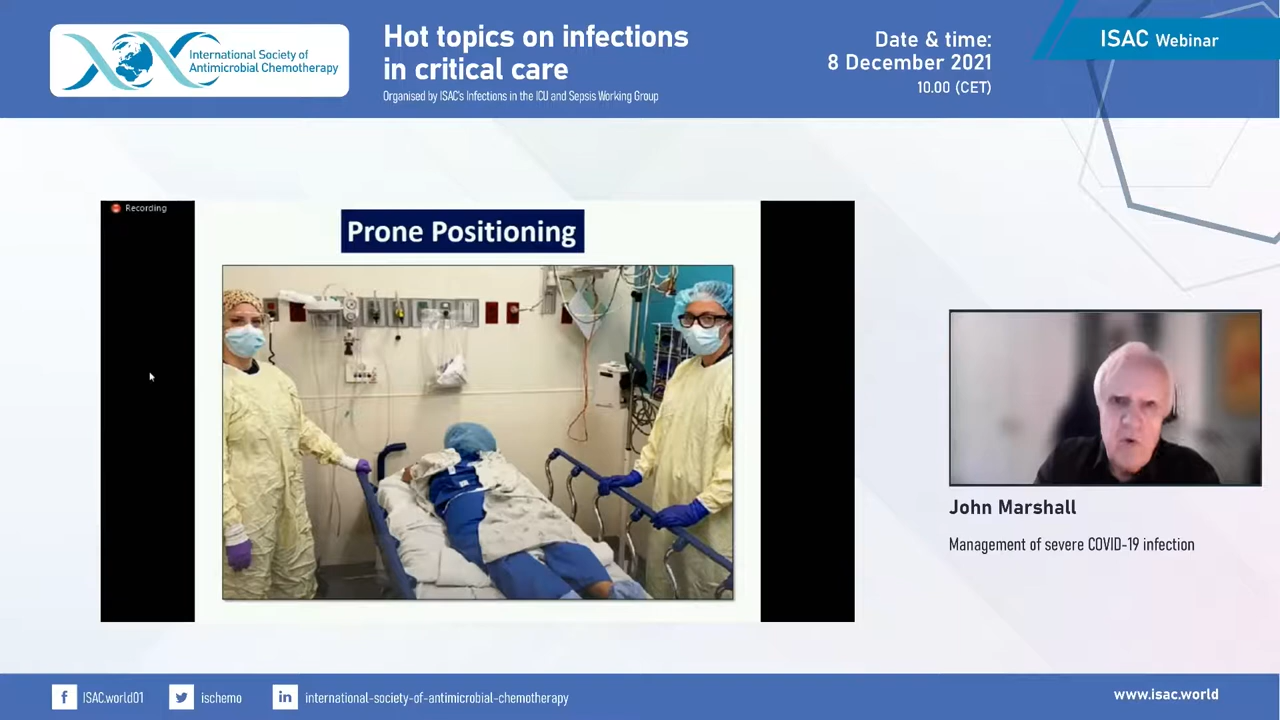 International Society of
Antimicrobial Chemotherapy
Hot topics on infections
in critical care
Organised by ISAC's Infections in the ICU and Sepsis Working Group
Date & time:
8 December 2021
10.00 (CET)
ISAC Webinar
Recording
Prone Positioning
John Marshall
Management of severe COVID-19 infection
ISAC.world01
ischemo
international-society-of-antimicrobial-chemotherapy
www.isac.world